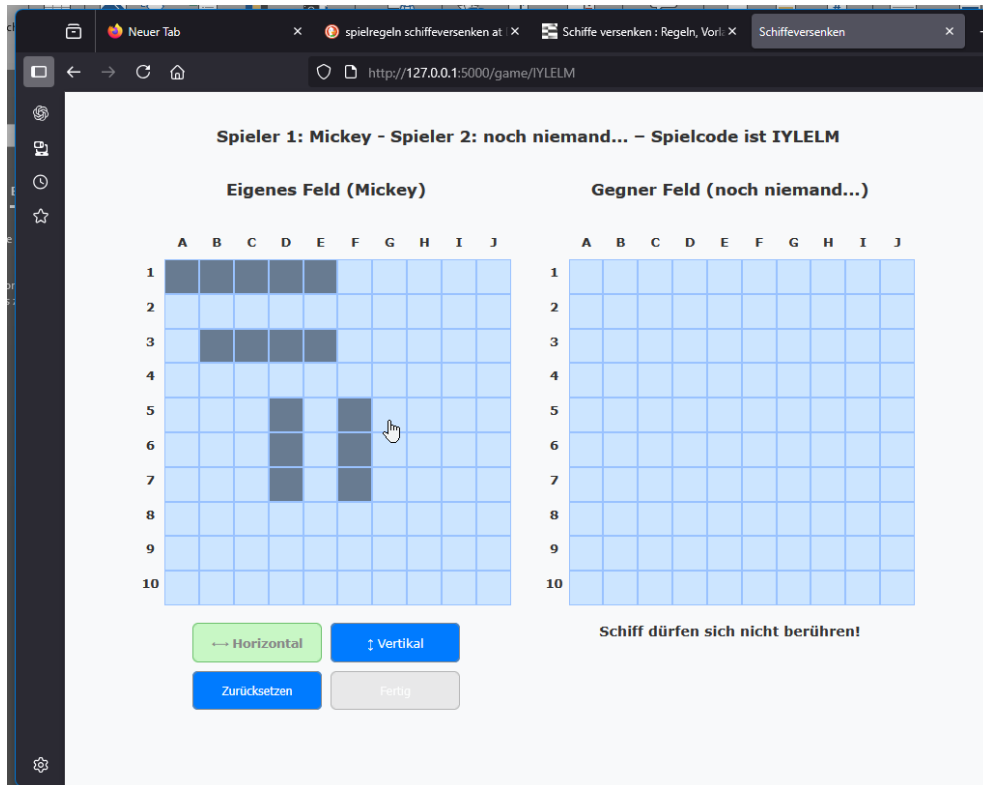 Neuer Tab
spielregeln schiffeversenken at
Schiffe versenken : Regeln, Vorla
Schiffeversenken
http://127.0.0.1:5000/game/IYLELM
Spieler 1: Mickey - Spieler 2: noch niemand... – Spielcode ist IYLELM
Eigenes Feld (Mickey)
Gegner Feld (noch niemand...)
A B C D E F G H I J
A B C D E F G H I J
1 1
2 2
3 3
4 4
5 5
6 6
7 7
8 8
9 9
10 10
↔ Horizontal
↕ Vertikal
Schiff dürfen sich nicht berühren!
Zurücksetzen
Fertig